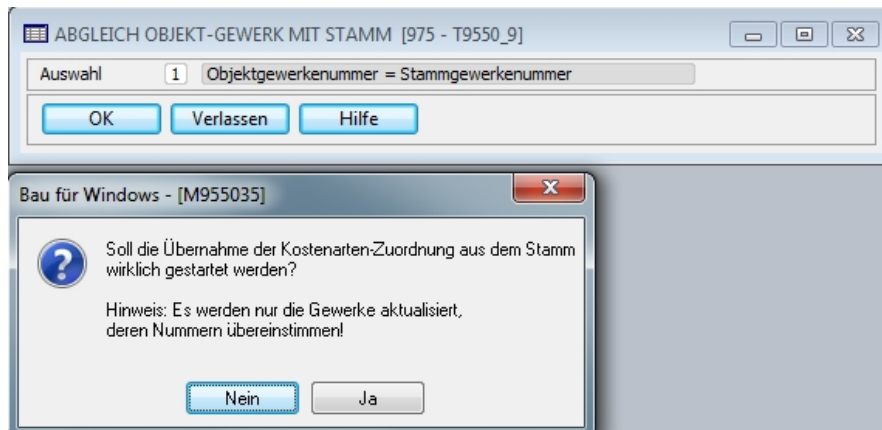 ABGLEICH OBJEKT-GEWERK MIT STAMM [975 - T9550_9]
Auswahl 1 Objektgewerkenummer = Stammgewerkenummer
OK Verlassen Hilfe
Bau für Windows - [M955035]
Soll die Übernahme der Kostenarten-Zuordnung aus dem Stamm
wirklich gestartet werden?
Hinweis: Es werden nur die Gewerke aktualisiert,
deren Nummern übereinstimmen!
Nein Ja